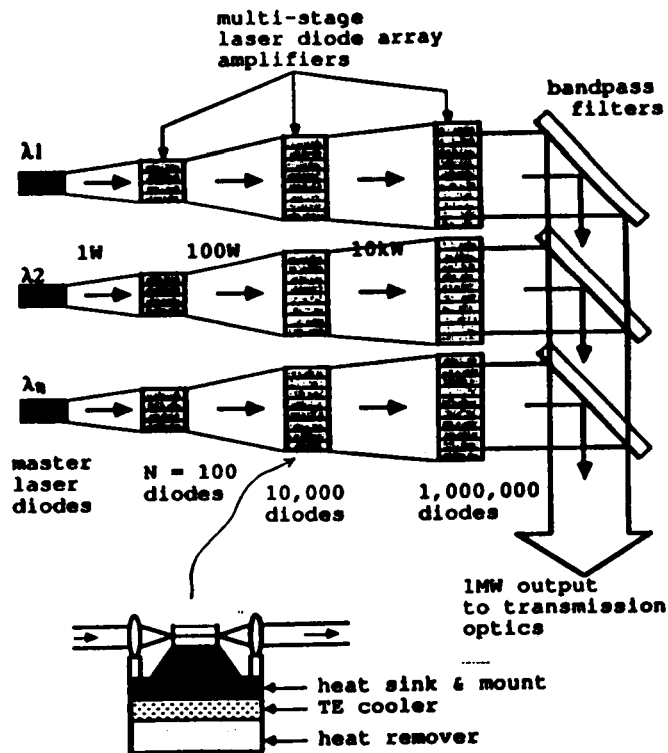 multi-stage
laser diode array
amplifiers
bandpass
filters
λ1
1W
100W
10kW
λ2
λn
master
laser
diodes
N = 100
diodes
10,000
diodes
1,000,000
diodes
1MW output
to transmission
optics
heat sink & mount
TE cooler
heat remover